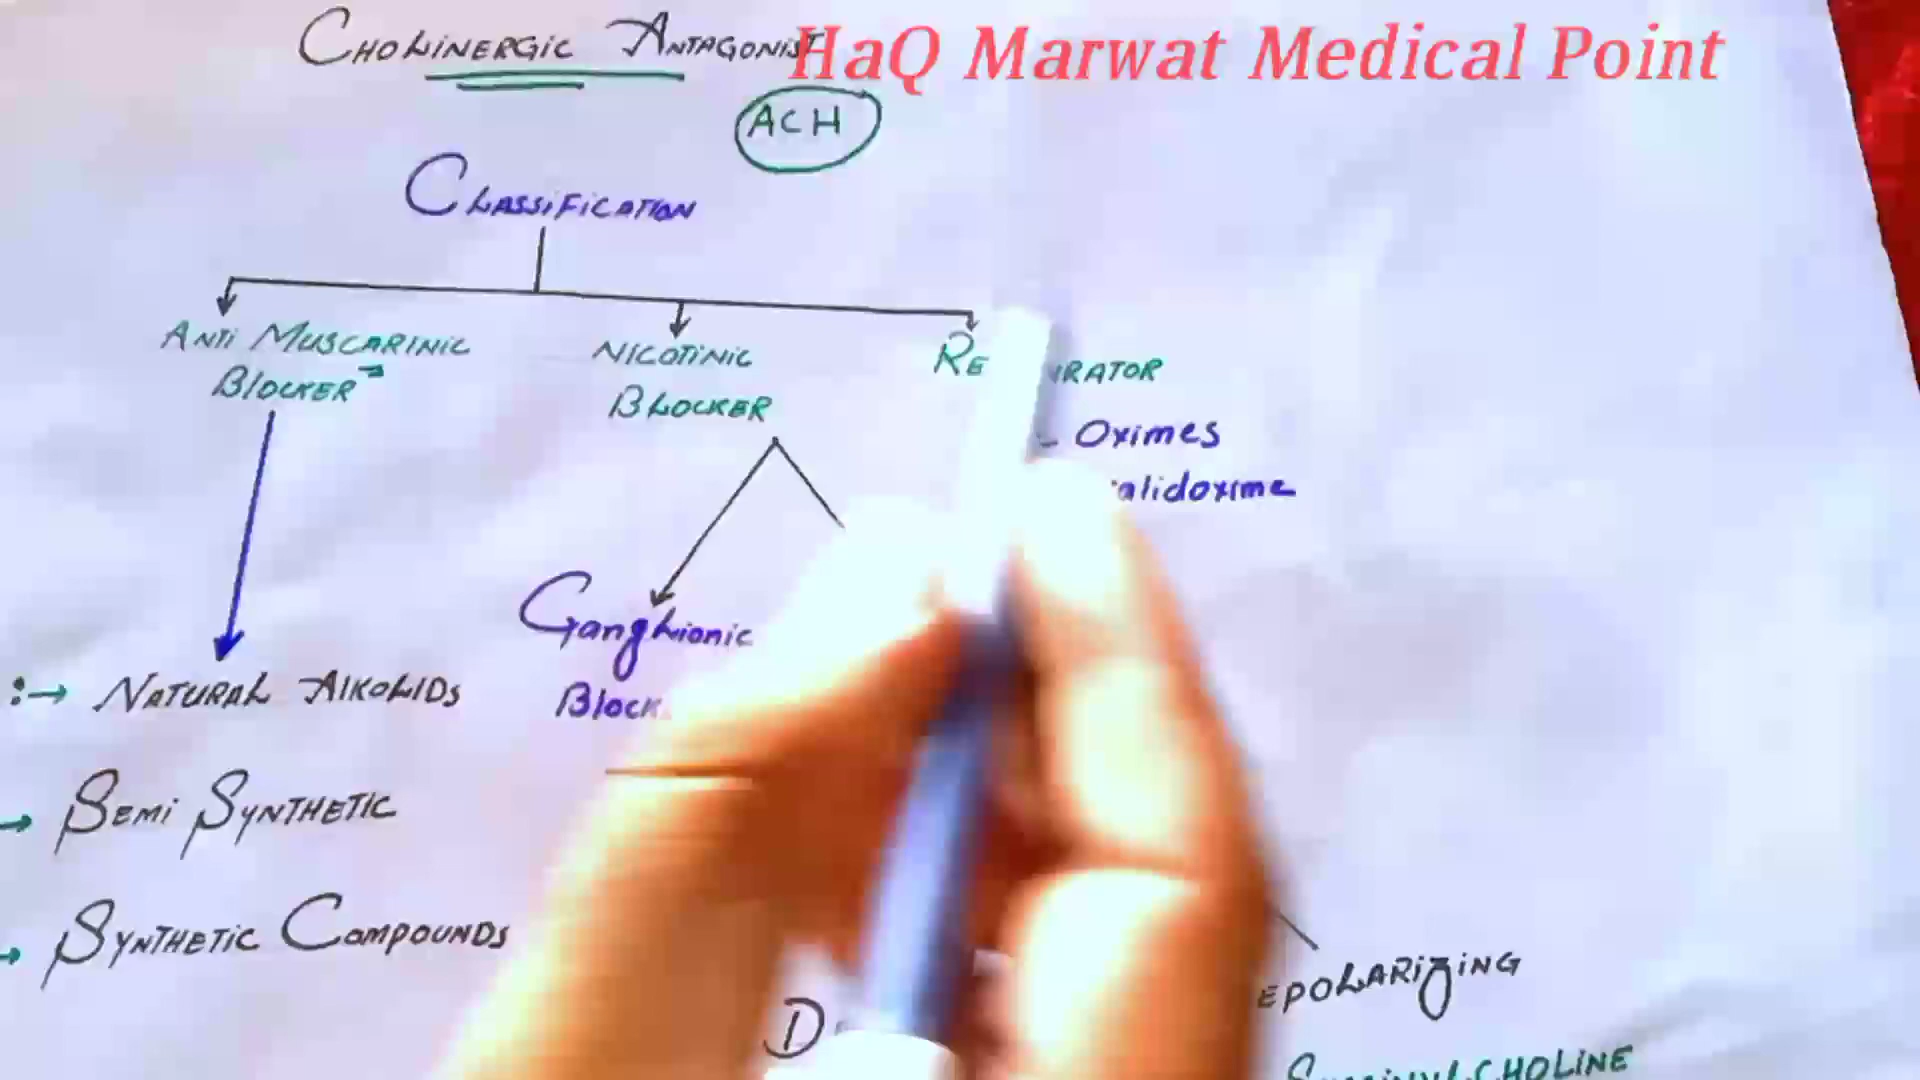 CHOLINERGIC ANTAGONIST
HaQ Marwat Medical Point
ACH
CLASSIFICATION
ANTI MUSCARINIC
BLOCKER
NICOTINIC
BLOCKER
RE
RATOR
Oximes
alidoxime
Ganglionic
Block
:→ NATURAL AlKOLIDS
→ SEMI SYNTHETIC
→ SYNTHETIC COMPOUNDS
D
EPOLARIZING
CHOLINE